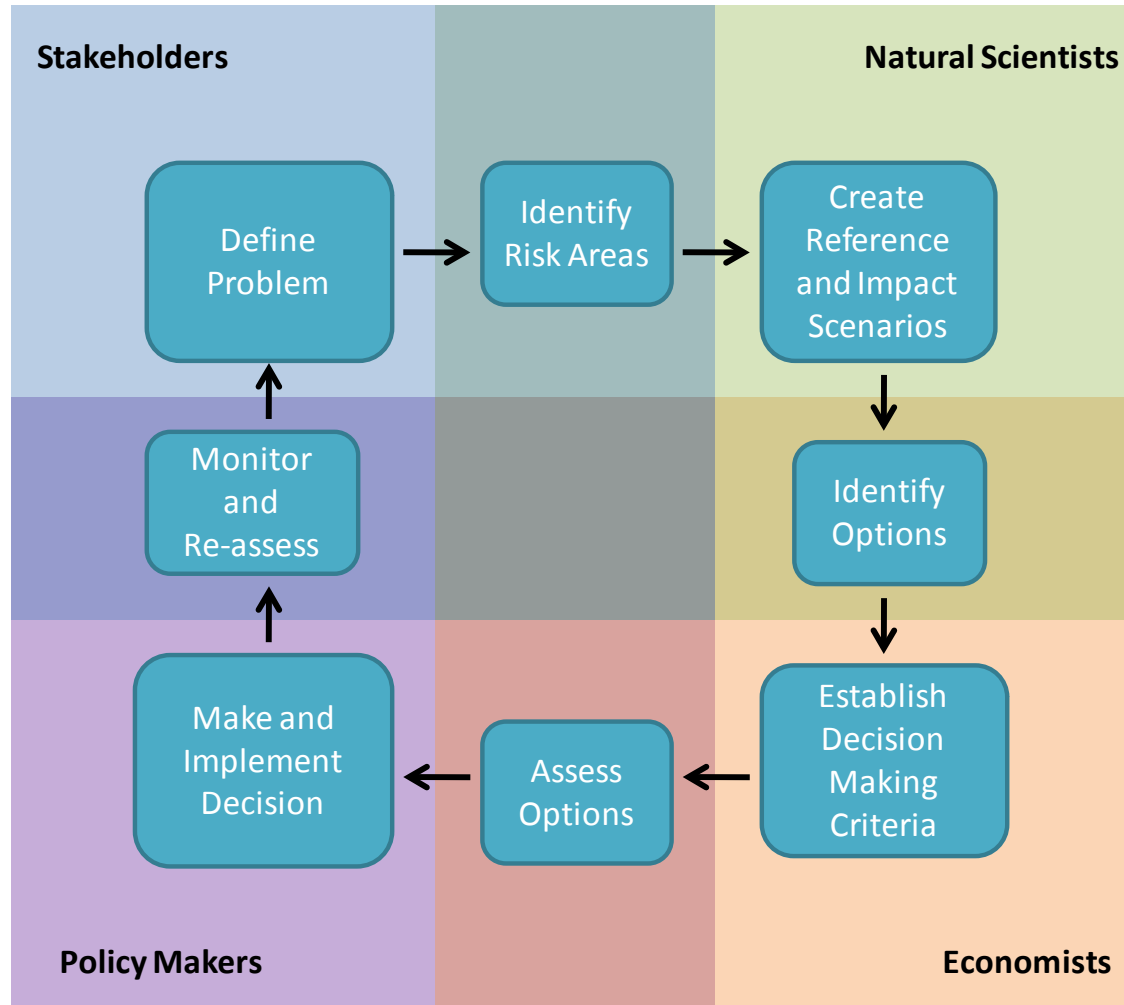 Stakeholders
Natural Scientists
Define
Problem
Identify
Risk Areas
Create
Reference
and Impact
Scenarios
Monitor
and
Re-assess
Identify
Options
Make and
Implement
Decision
Assess
Options
Establish
Decision
Making
Criteria
Policy Makers
Economists